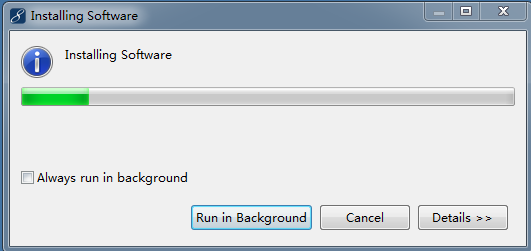 Installing Software
Installing Software
Always run in background
Run in Background
Cancel
Details >>